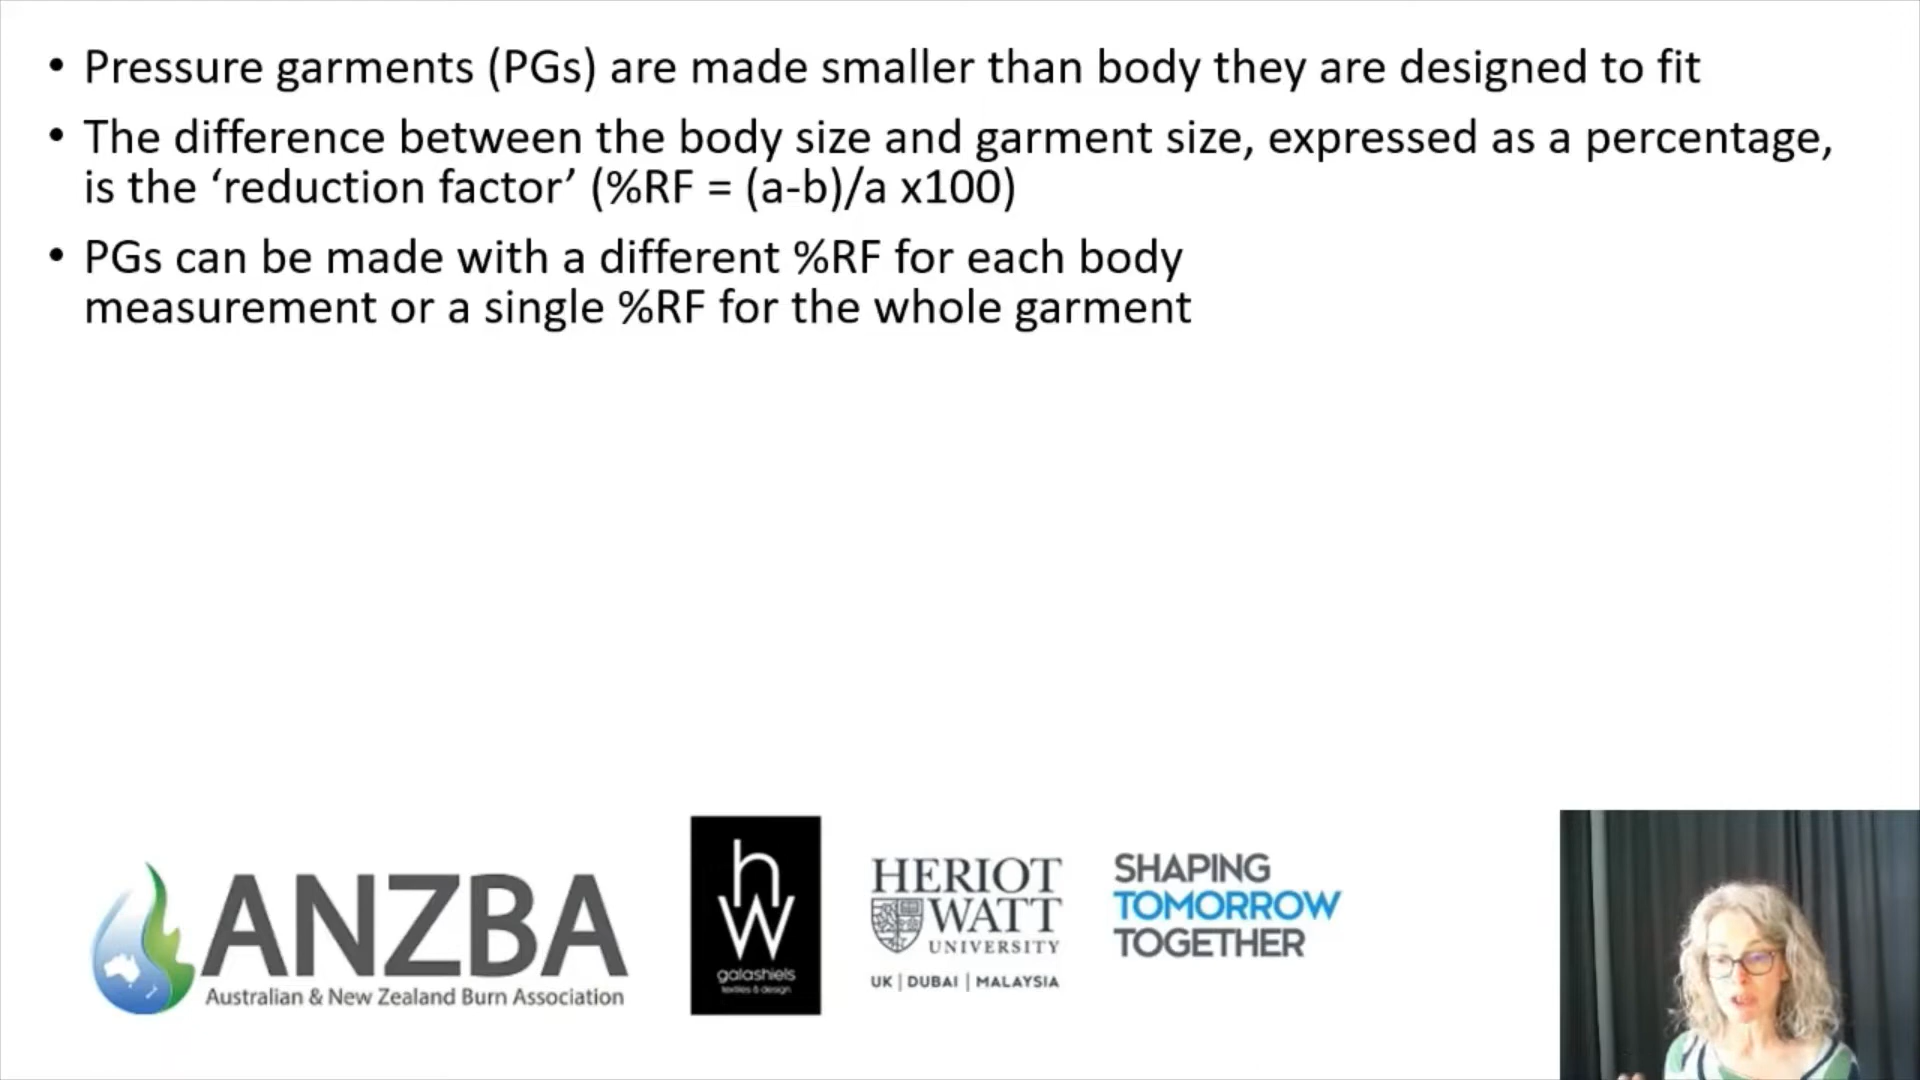 • Pressure garments (PGs) are made smaller than body they are designed to fit
• The difference between the body size and garment size, expressed as a percentage,
is the ‘reduction factor’ (%RF = (a-b)/a x100)
• PGs can be made with a different %RF for each body
measurement or a single %RF for the whole garment
ANZBA
Australian & New Zealand Burn Association
hw
galashiels
textiles & design
HERIOT
WATT
UNIVERSITY
UK | DUBAI | MALAYSIA
SHAPING
TOMORROW
TOGETHER